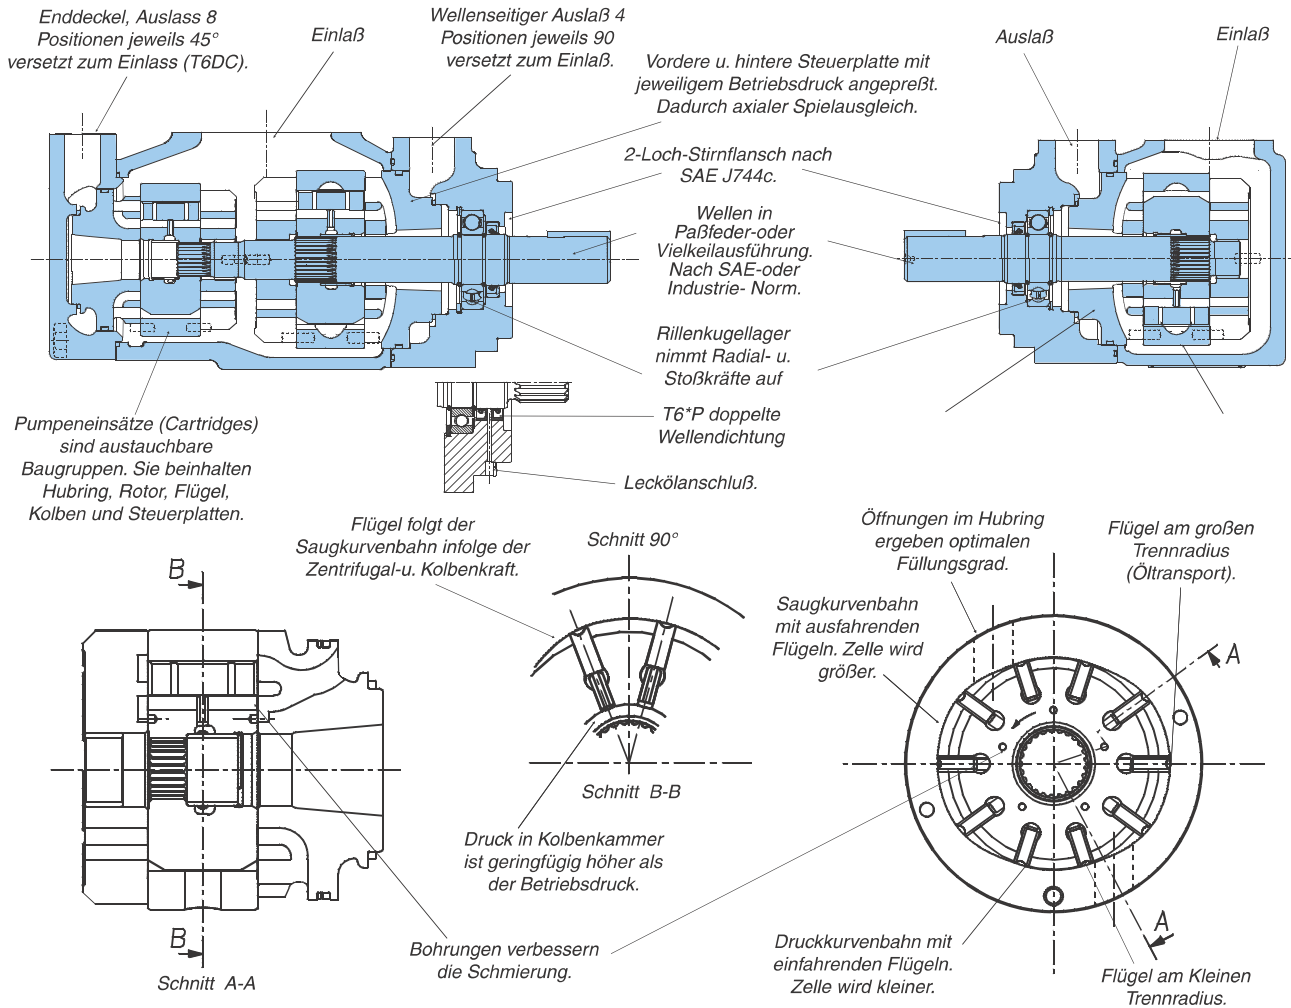 Enddeckel, Auslass 8
Positionen jeweils 45°
versetzt zum Einlass (T6DC).
Einlaß
Wellenseitiger Auslaß 4
Positionen jeweils 90
versetzt zum Einlaß.
Vordere u. hintere Steuerplatte mit
jeweiligem Betriebsdruck angepreßt.
Dadurch axialer Spielausgleich.
Auslaß
Einlaß
2-Loch-Stirnflansch nach
SAE J744c.
Wellen in
Paßfeder-oder
Vielkeilausführung.
Nach SAE-oder
Industrie- Norm.
Rillenkugellager
nimmt Radial- u.
Stoßkräfte auf
T6*P doppelte
Wellendichtung
Leckölanschluß.
Pumpeneinsätze (Cartridges)
sind austauchbare
Baugruppen. Sie beinhalten
Hubring, Rotor, Flügel,
Kolben und Steuerplatten.
Flügel folgt der
Saugkurvenbahn infolge der
Zentrifugal-u. Kolbenkraft.
Schnitt 90°
Öffnungen im Hubring
ergeben optimalen
Füllungsgrad.
Flügel am großen
Trennradius
(Öltransport).
Saugkurvenbahn
mit ausfahrenden
Flügeln. Zelle wird
größer.
B
A
Schnitt B-B
Druck in Kolbenkammer
ist geringfügig höher als
der Betriebsdruck.
B
Schnitt A-A
Bohrungen verbessern
die Schmierung.
A
Druckkurvenbahn mit
einfahrenden Flügeln.
Zelle wird kleiner.
Flügel am Kleinen
Trennradius.